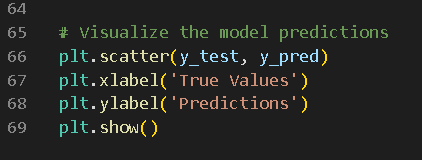 64
65 # Visualize the model predictions
66 plt.scatter(y_test, y_pred)
67 plt.xlabel('True Values')
68 plt.ylabel('Predictions')
69 plt.show()